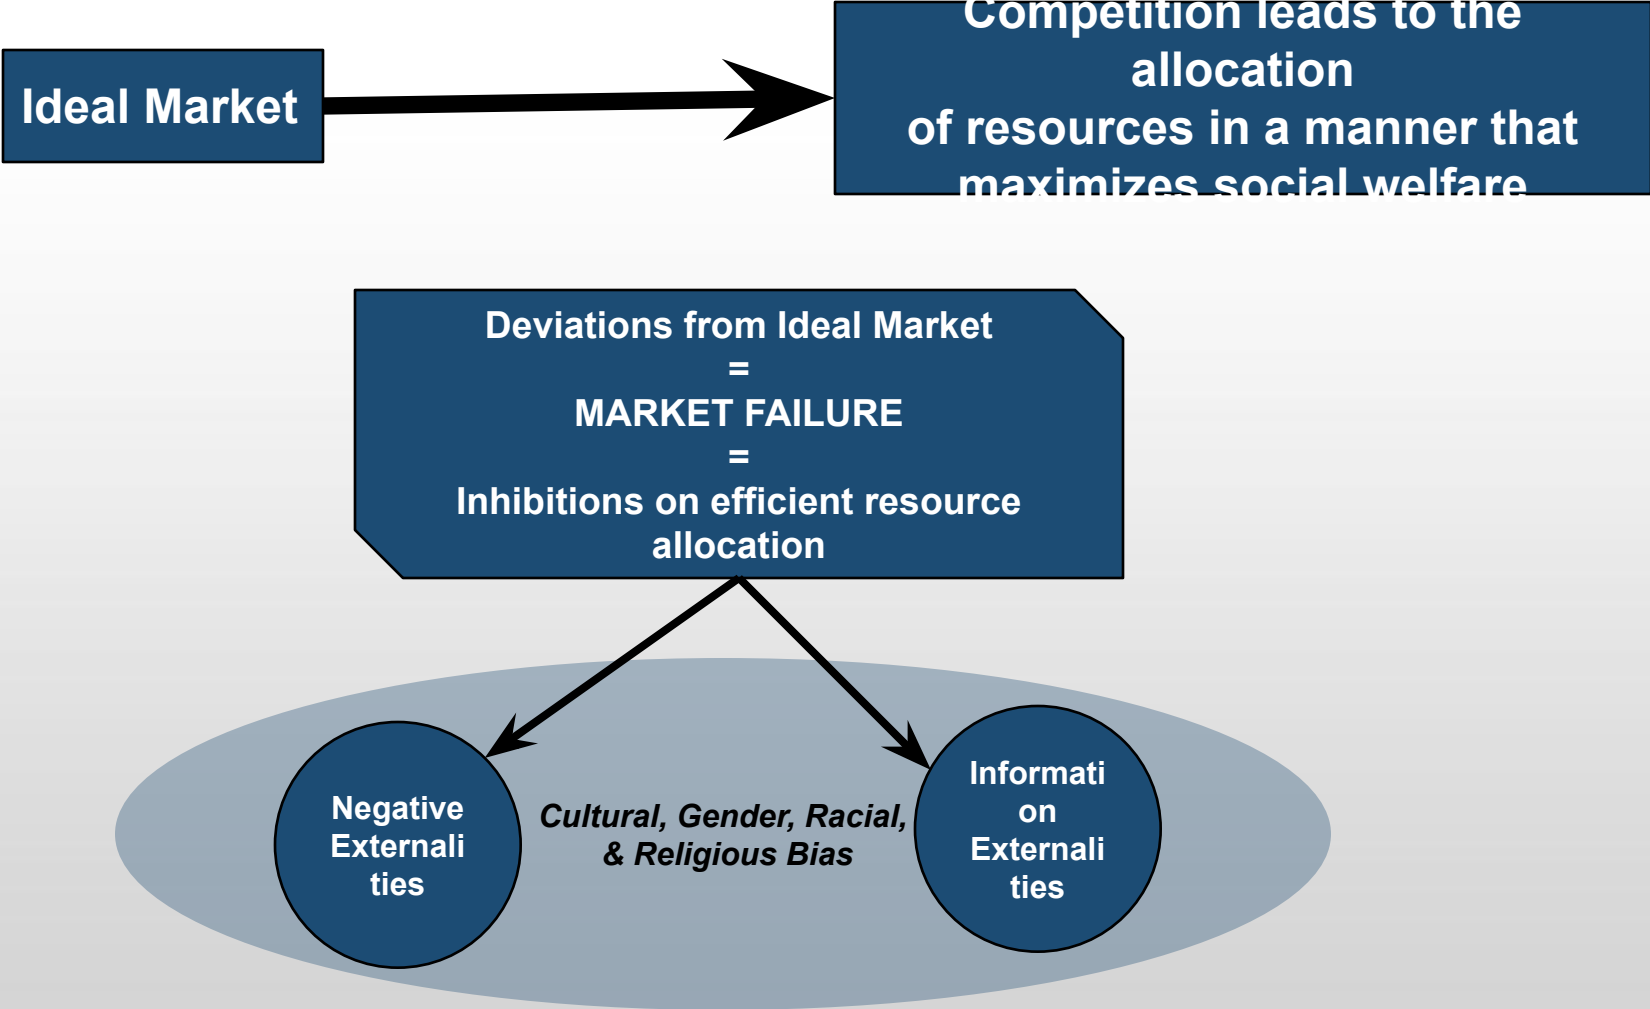 Competition leads to the
allocation
of resources in a manner that
maximizes social welfare
Ideal Market
Deviations from Ideal Market
=
MARKET FAILURE
=
Inhibitions on efficient resource
allocation
Negative
Externali
ties
Cultural, Gender, Racial,
& Religious Bias
Informati
on
Externali
ties